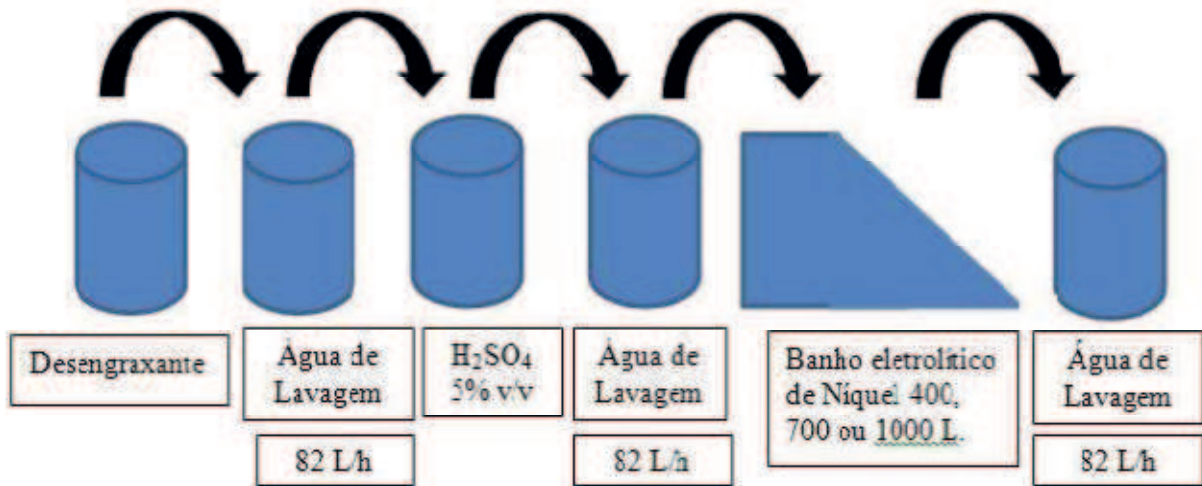 Desengraxante
Água de
Lavagem
82 L/h
H₂SO₄
5% v/v
Água de
Lavagem
82 L/h
Banho eletrolítico
de Níquel 400,
700 ou 1000 L.
Água de
Lavagem
82 L/h